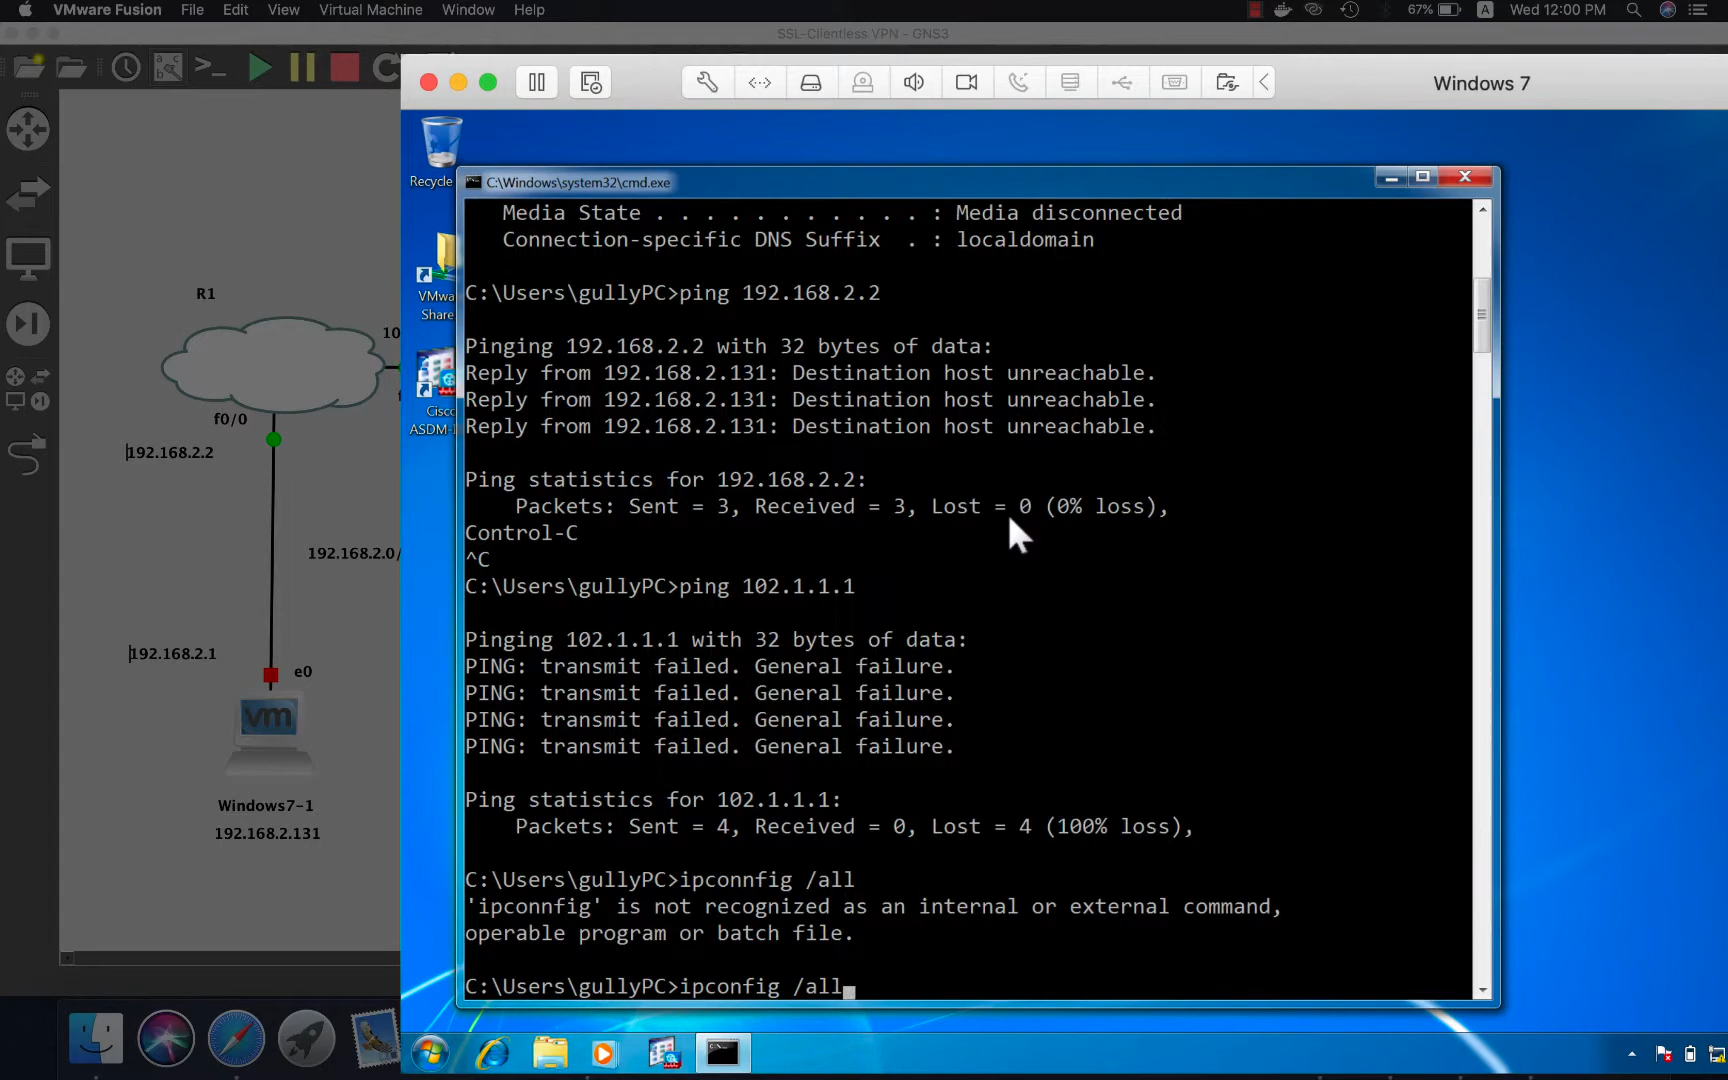 VMware Fusion File Edit View Virtual Machine Window Help
67% A Wed 12:00 PM
SSL-Clientless VPN - GNS3
Windows 7
Recycle
VMwa
Share
Cisco
ASDM-I
R1
10
f0/0
192.168.2.2
192.168.2.0/
192.168.2.1
e0
vm
Windows7-1
192.168.2.131
C:\Windows\system32\cmd.exe
Media State . . . . . . . . . . . : Media disconnected
Connection-specific DNS Suffix . : localdomain
C:\Users\gullyPC>ping 192.168.2.2
Pinging 192.168.2.2 with 32 bytes of data:
Reply from 192.168.2.131: Destination host unreachable.
Reply from 192.168.2.131: Destination host unreachable.
Reply from 192.168.2.131: Destination host unreachable.
Ping statistics for 192.168.2.2:
Packets: Sent = 3, Received = 3, Lost = 0 (0% loss),
Control-C
^C
C:\Users\gullyPC>ping 102.1.1.1
Pinging 102.1.1.1 with 32 bytes of data:
PING: transmit failed. General failure.
PING: transmit failed. General failure.
PING: transmit failed. General failure.
PING: transmit failed. General failure.
Ping statistics for 102.1.1.1:
Packets: Sent = 4, Received = 0, Lost = 4 (100% loss),
C:\Users\gullyPC>ipconnfig /all
'ipconnfig' is not recognized as an internal or external command,
operable program or batch file.
C:\Users\gullyPC>ipconfig /all